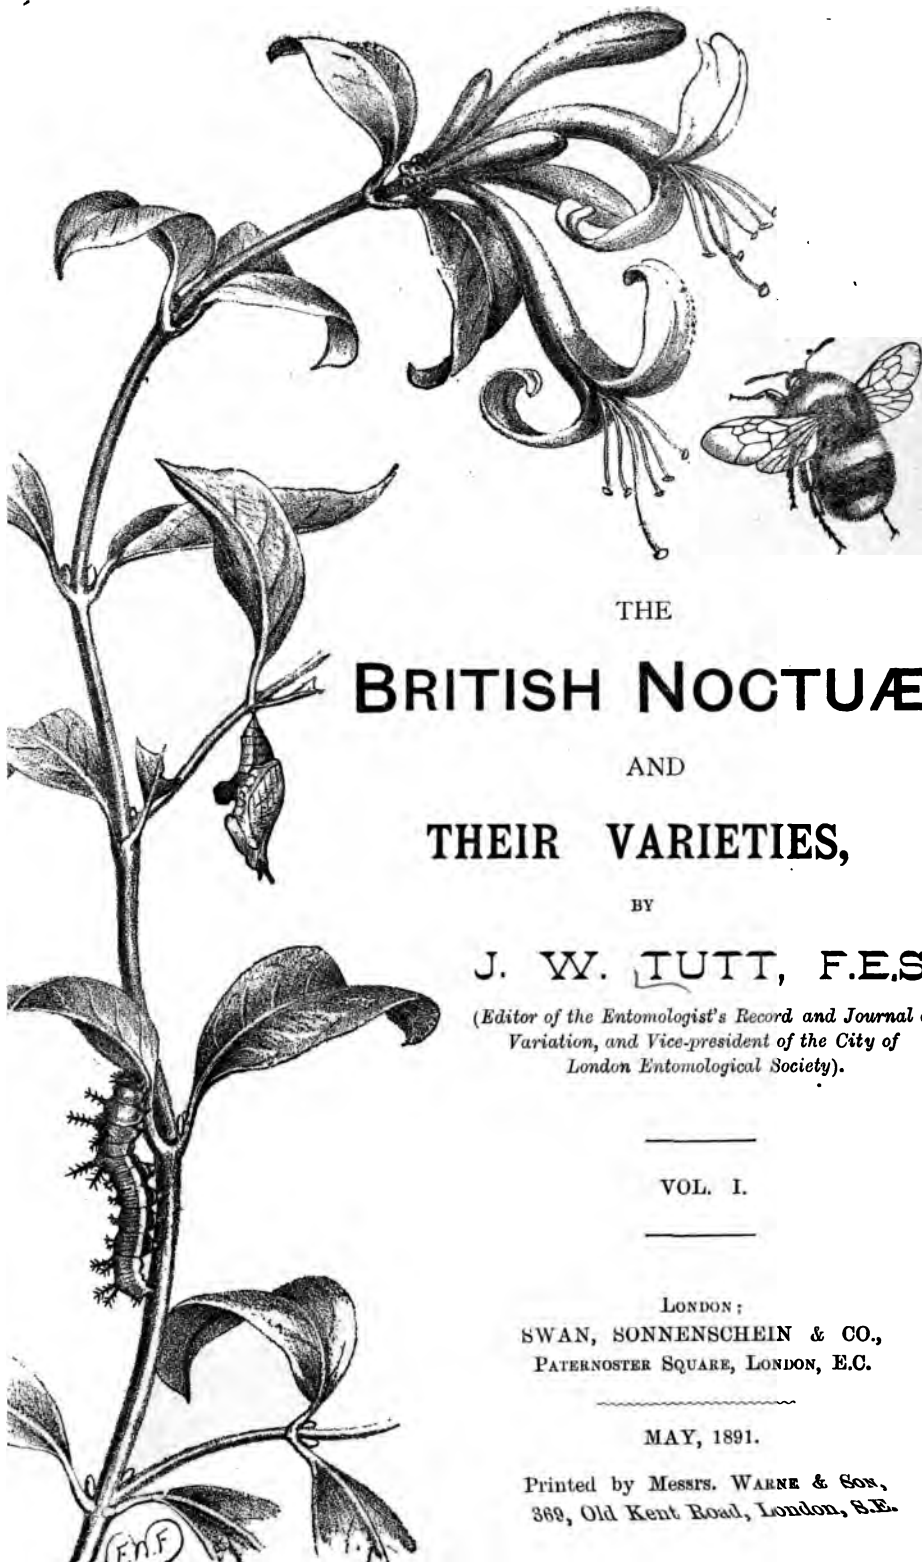 THE
BRITISH NOCTUÆ
AND
THEIR VARIETIES,
BY
J. W. TUTT, F.E.S
(Editor of the Entomologist's Record and Journal
Variation, and Vice-president of the City of
London Entomological Society).
VOL. I.
LONDON:
SWAN, SONNENSCHEIN & CO.,
PATERNOSTER SQUARE, LONDON, E.C.
MAY, 1891.
Printed by Messrs. WARNE & SON,
369, Old Kent Road, London, S.E.
F.W.F